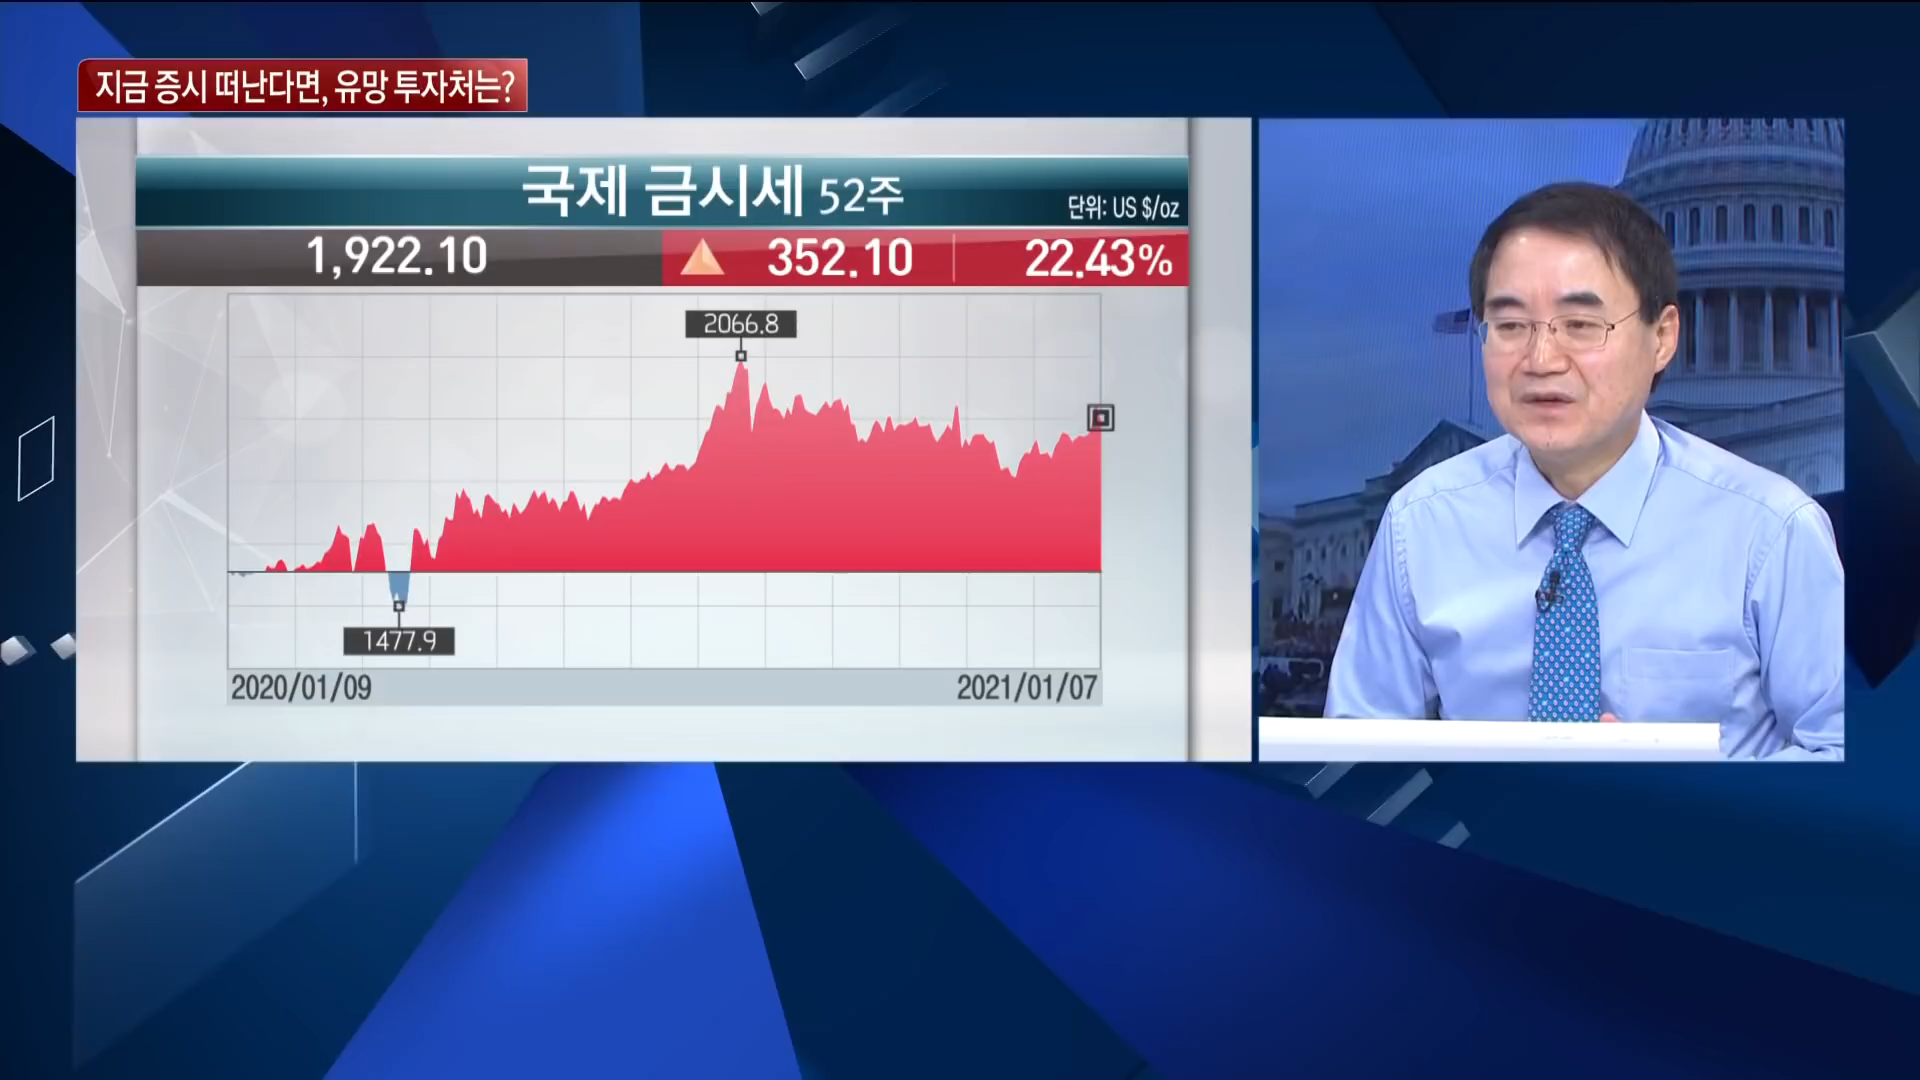 지금 증시 떠난다면, 유망 투자처는?
국제 금시세 52주
단위: US $/oz
1,922.10 352.10 22.43%
2066.8
1477.9
2020/01/09 2021/01/07